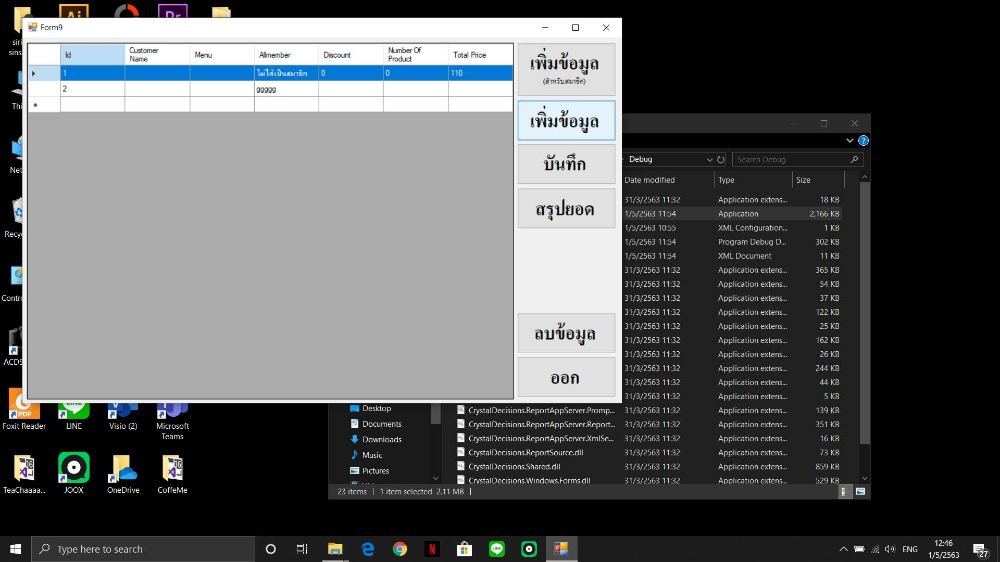 Form9
Id
Customer
Name
Menu
Allmember
Discount
Number Of
Product
Total Price
1
ไม่ได้เป็นสมาชิก
0
0
110
2
ggggg
เพิ่มข้อมูล
(สำหรับสมาชิก)
เพิ่มข้อมูล
บันทึก
สรุปยอด
ลบข้อมูล
ออก
Debug
Search Debug
Date modified
Type
Size
31/3/2563 11:32
Application extens...
18 KB
1/5/2563 11:54
Application
2,166 KB
1/5/2563 10:55
XML Configuration...
1 KB
1/5/2563 11:54
Program Debug D...
302 KB
1/5/2563 11:54
XML Document
11 KB
31/3/2563 11:32
Application extens...
365 KB
31/3/2563 11:32
Application extens...
54 KB
31/3/2563 11:32
Application extens...
37 KB
31/3/2563 11:32
Application extens...
122 KB
31/3/2563 11:32
Application extens...
25 KB
31/3/2563 11:32
Application extens...
162 KB
31/3/2563 11:32
Application extens...
26 KB
31/3/2563 11:32
Application extens...
244 KB
31/3/2563 11:32
Application extens...
44 KB
31/3/2563 11:32
Application extens...
5 KB
CrystalDecisions.ReportAppServer.Promp...
31/3/2563 11:32
Application extens...
139 KB
CrystalDecisions.ReportAppServer.Report...
31/3/2563 11:32
Application extens...
351 KB
CrystalDecisions.ReportAppServer.XmlSe...
31/3/2563 11:32
Application extens...
16 KB
CrystalDecisions.ReportSource.dll
31/3/2563 11:32
Application extens...
73 KB
CrystalDecisions.Shared.dll
31/3/2563 11:32
Application extens...
859 KB
CrystalDecisions.Windows.Forms.dll
31/3/2563 11:32
Application extens...
529 KB
Desktop
Documents
Downloads
Music
Pictures
23 items
1 item selected 2.11 MB
siri
sins
Thi
Net
Recy
Contr
ACDS
PDF
Foxit Reader
LINE
Visio (2)
Microsoft
Teams
TeaChaaaa...
JOOX
OneDrive
CoffeMe
Type here to search
LINE
ENG
12:46
1/5/2563
27